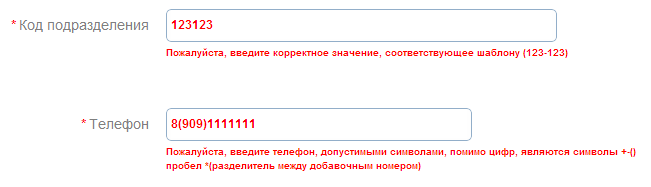 * Код подразделения 123123
Пожалуйста, введите корректное значение, соответствующее шаблону (123-123)
* Телефон 8(909)1111111
Пожалуйста, введите телефон, допустимыми символами, помимо цифр, являются символы +-()
пробел *(разделитель между добавочным номером)